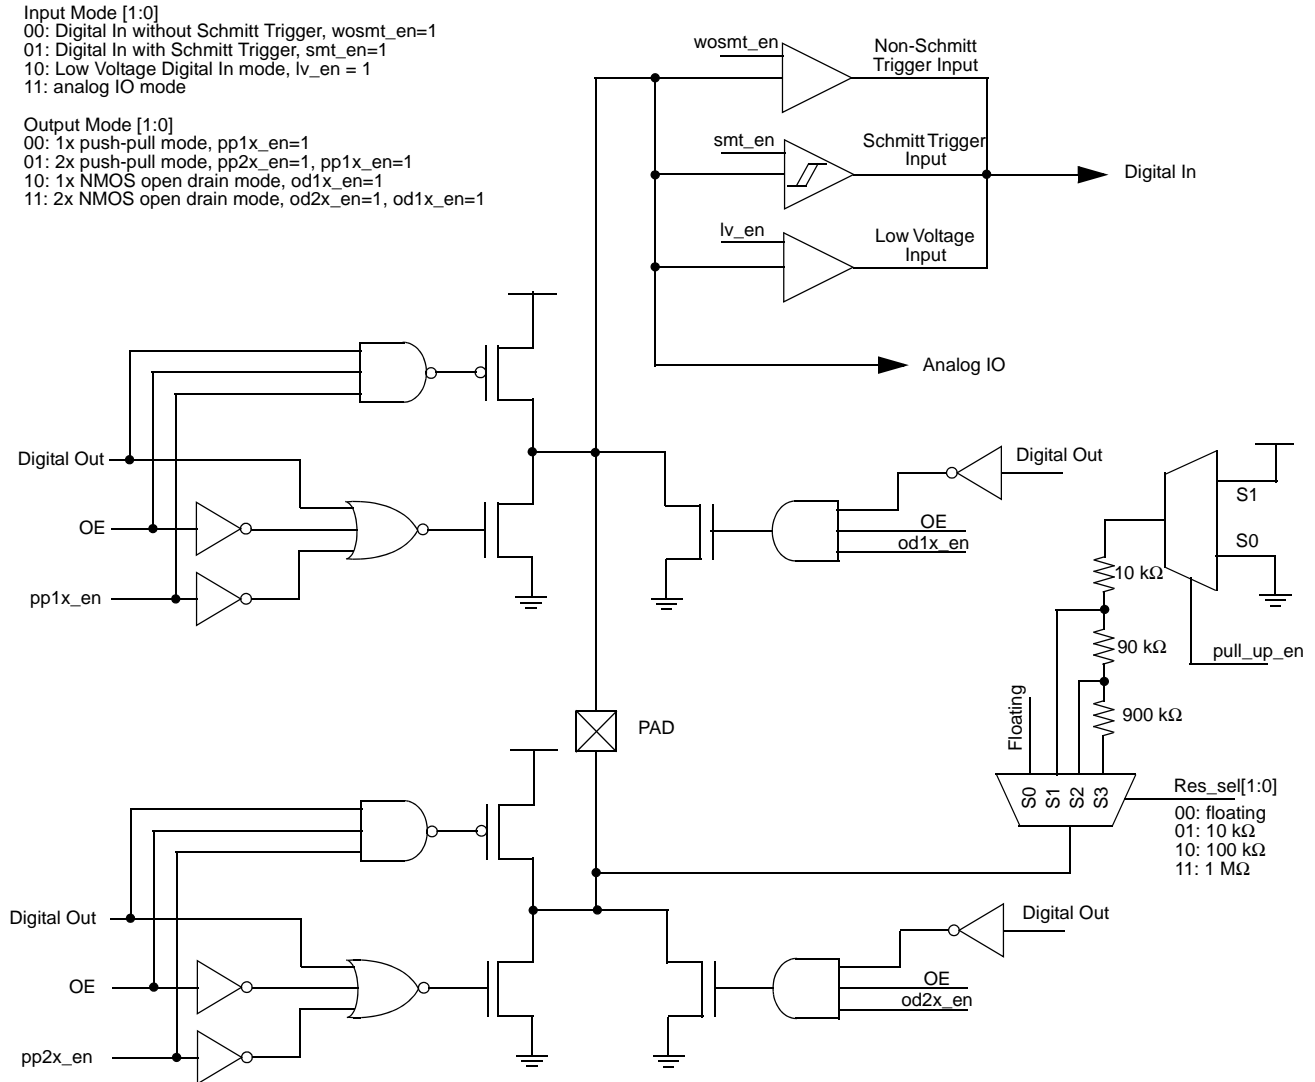 Input Mode [1:0]
00: Digital In without Schmitt Trigger, wosmt_en=1
01: Digital In with Schmitt Trigger, smt_en=1
10: Low Voltage Digital In mode, lv_en = 1
11: analog IO mode
Output Mode [1:0]
00: 1x push-pull mode, pp1x_en=1
01: 2x push-pull mode, pp2x_en=1, pp1x_en=1
10: 1x NMOS open drain mode, od1x_en=1
11: 2x NMOS open drain mode, od2x_en=1, od1x_en=1
wosmt_en
Non-Schmitt
Trigger Input
smt_en
Schmitt Trigger
Input
Digital In
lv_en
Low Voltage
Input
Analog IO
Digital Out
OE
pp1x_en
Digital Out
OE
od1x_en
S1
S0
10 kΩ
90 kΩ
pull_up_en
900 kΩ
Floating
PAD
S0
S1
S2
S3
Res_sel[1:0]
00: floating
01: 10 kΩ
10: 100 kΩ
11: 1 MΩ
Digital Out
OE
pp2x_en
Digital Out
OE
od2x_en